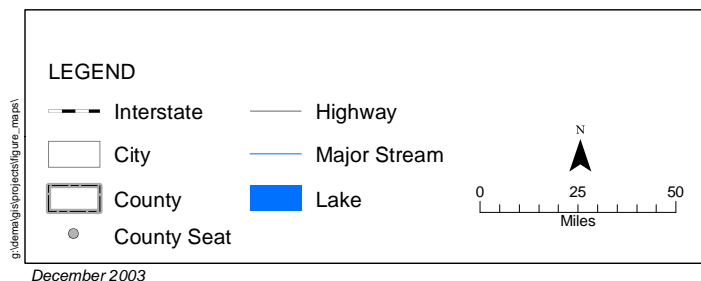 LEGEND
Interstate
Highway
City
Major Stream
County
Lake
County Seat
N
0 25 50
Miles
g:\dema\gis\projects\figure_maps\
December 2003